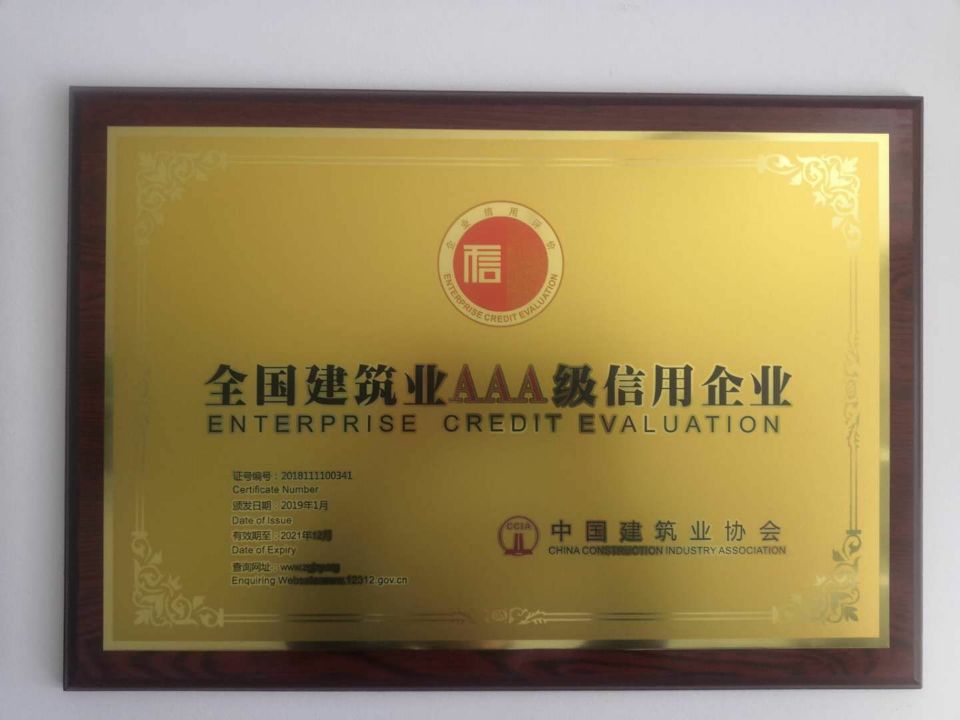 企业信用评价
信
ENTERPRISE CREDIT EVALUATION
全国建筑业AAA级信用企业
ENTERPRISE CREDIT EVALUATION
证号编号：2018111100341
Certificate Number
颁发日期：2019年1月
Date of Issue
有效期至：2021年12月
Date of Expiry
查询网址：
Enquiring
CCIA
中国建筑业协会
CHINA CONSTRUCTION INDUSTRY ASSOCIATION